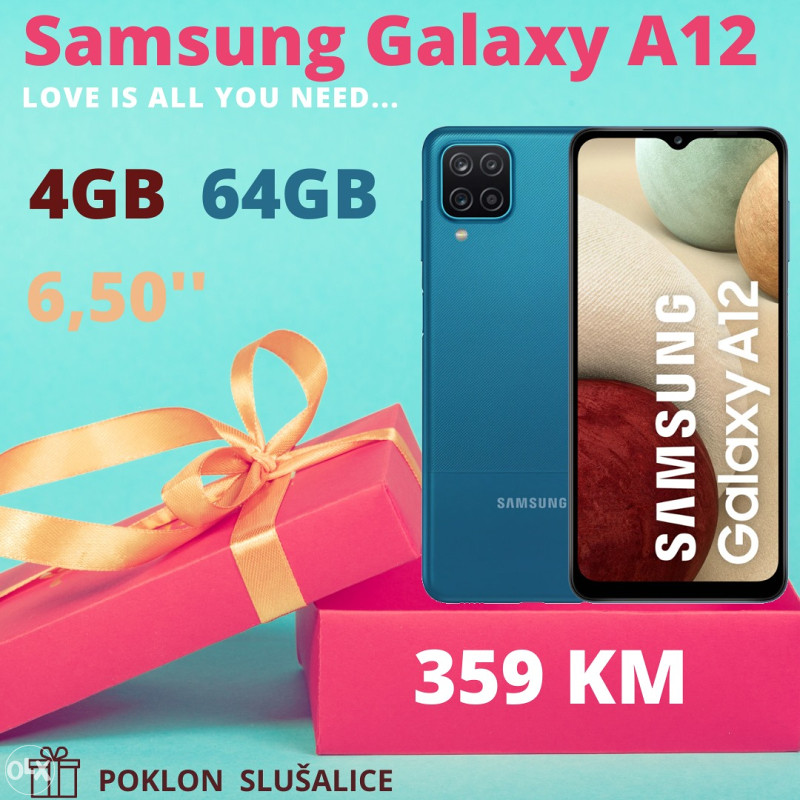 Samsung Galaxy A12
LOVE IS ALL YOU NEED...
4GB 64GB
6,50''
SAMSUNG
SAMSUNG
Galaxy A12
359 KM
OLX
POKLON SLUŠALICE